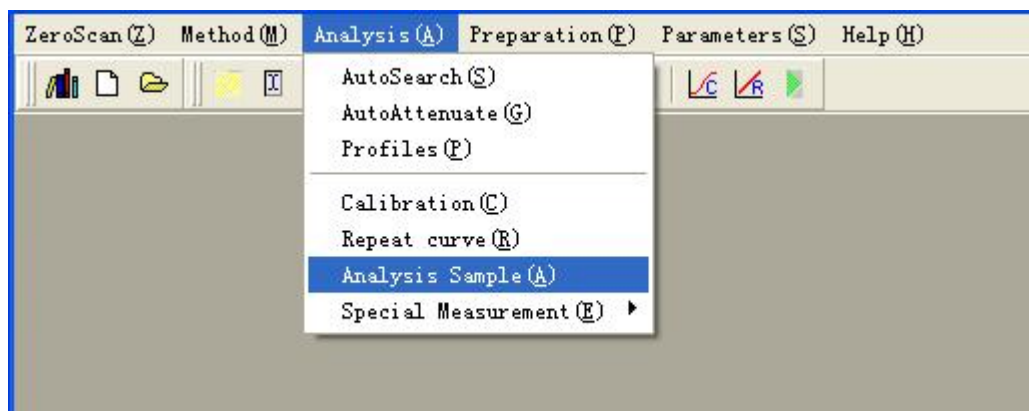 ZeroScan(Z) Method(M) Analysis(A) Preparation(P) Parameters(S) Help(H)
C R
AutoSearch(S)
AutoAttenuate(G)
Profiles(P)
Calibration(C)
Repeat curve(R)
Analysis Sample(A)
Special Measurement(E)